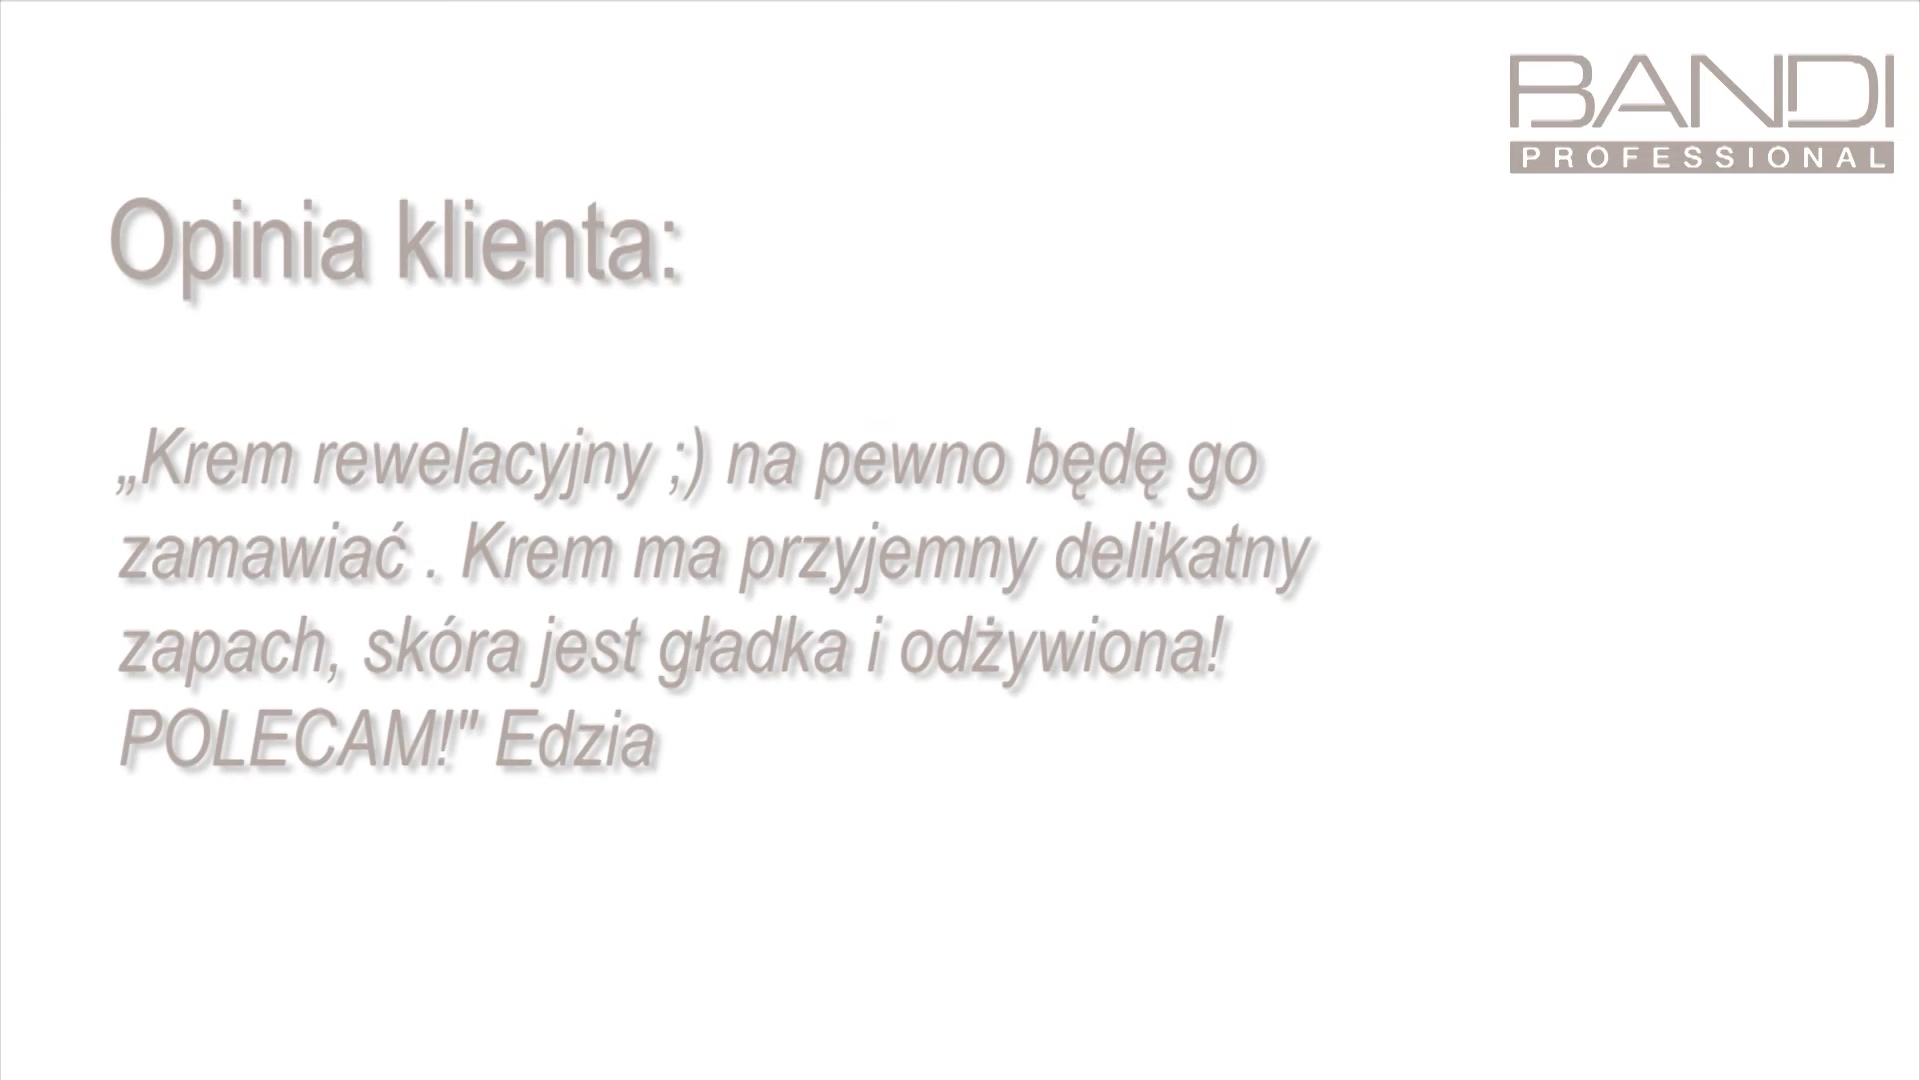 BANDI
PROFESSIONAL
Opinia klienta:
„Krem rewelacyjny ;) na pewno będę go
zamawiać . Krem ma przyjemny delikatny
zapach, skóra jest gładka i odżywiona!
POLECAM!" Edzia